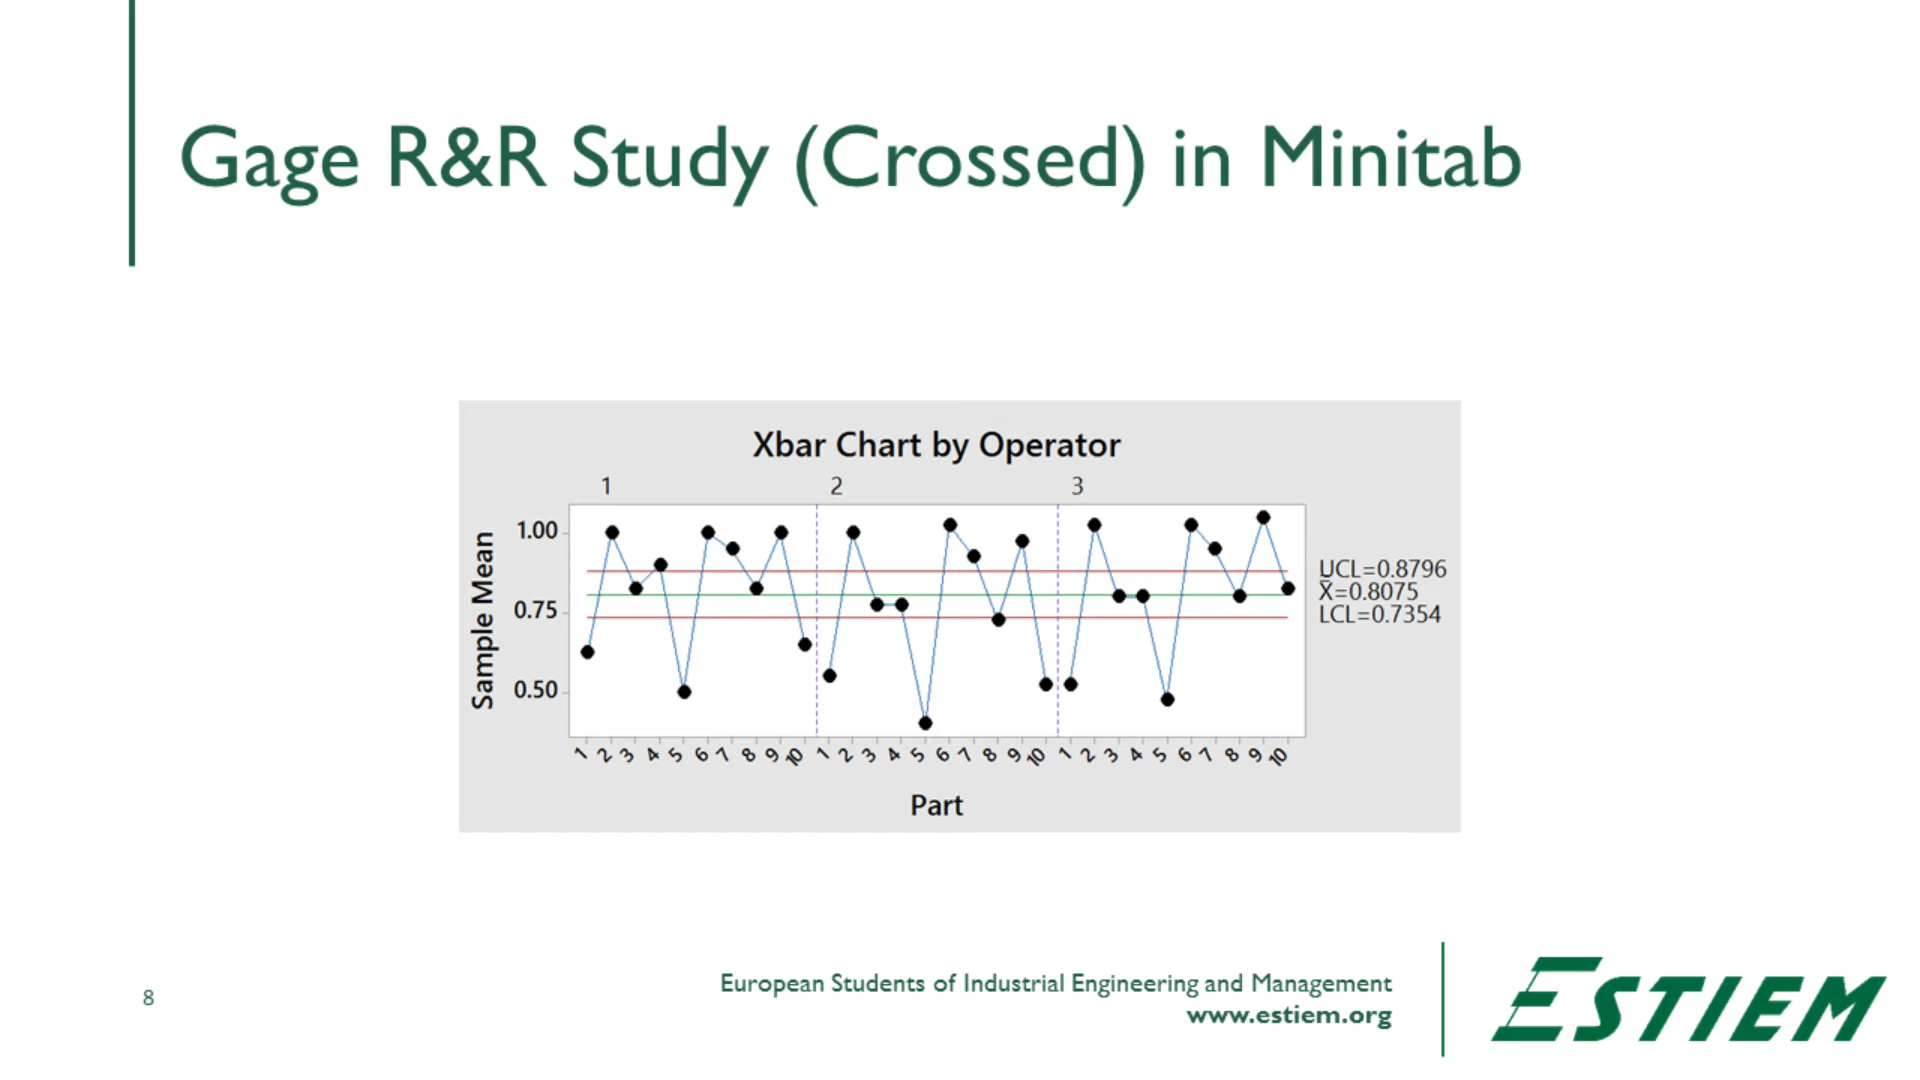 Gage R&R Study (Crossed) in Minitab
Xbar Chart by Operator
1 2 3
Sample Mean
1.00
0.75
0.50
UCL=0.8796
X̿=0.8075
LCL=0.7354
1 2 3 4 5 6 7 8 9 10 1 2 3 4 5 6 7 8 9 10 1 2 3 4 5 6 7 8 9 10
Part
8
European Students of Industrial Engineering and Management
www.estiem.org
ESTIEM